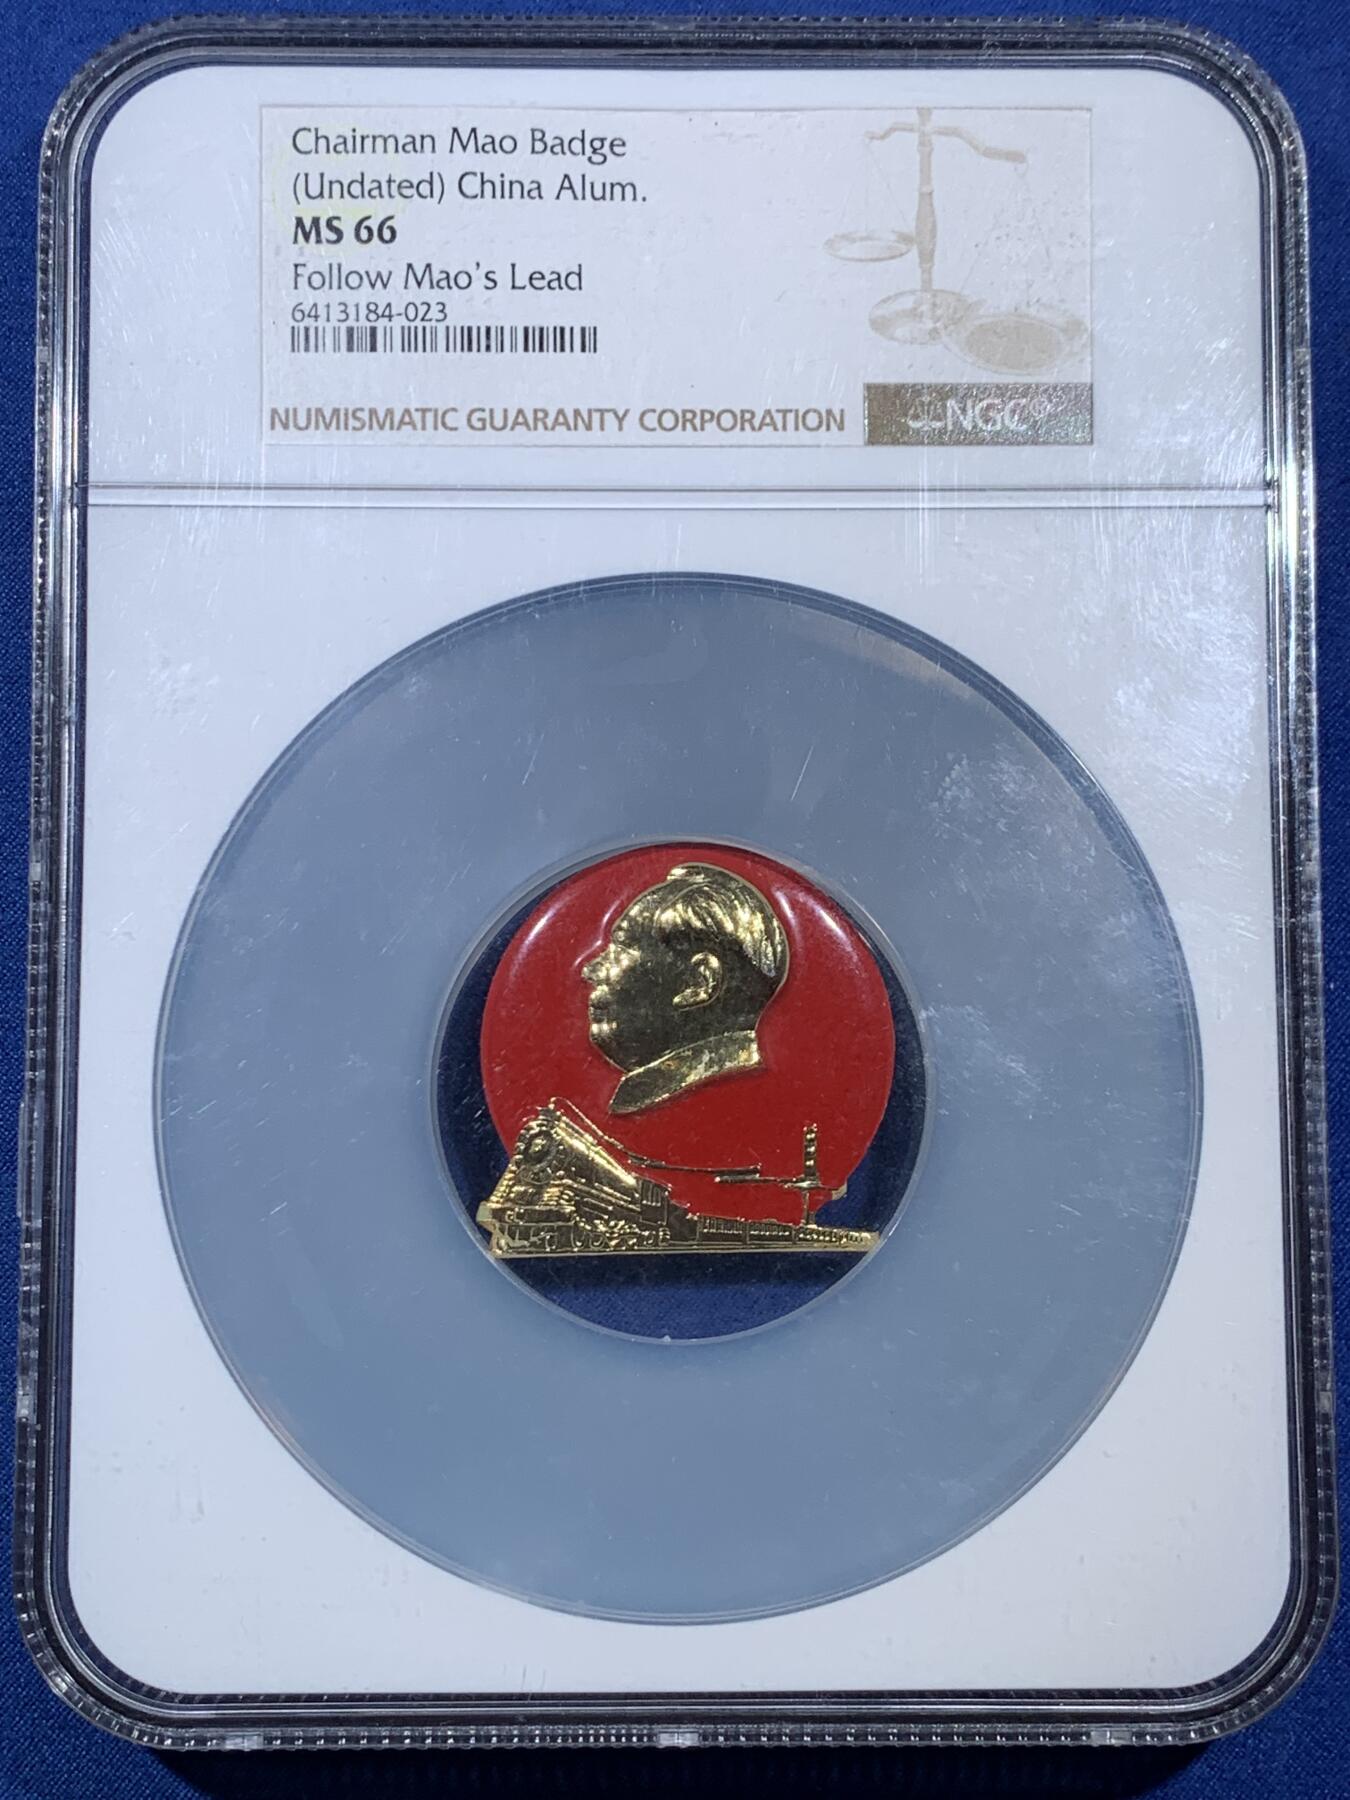 Chairman Mao Badge
(Undated) China Alum.
MS 66
Follow Mao's Lead
6413184-023
NUMISMATIC GUARANTY CORPORATION
NGC®